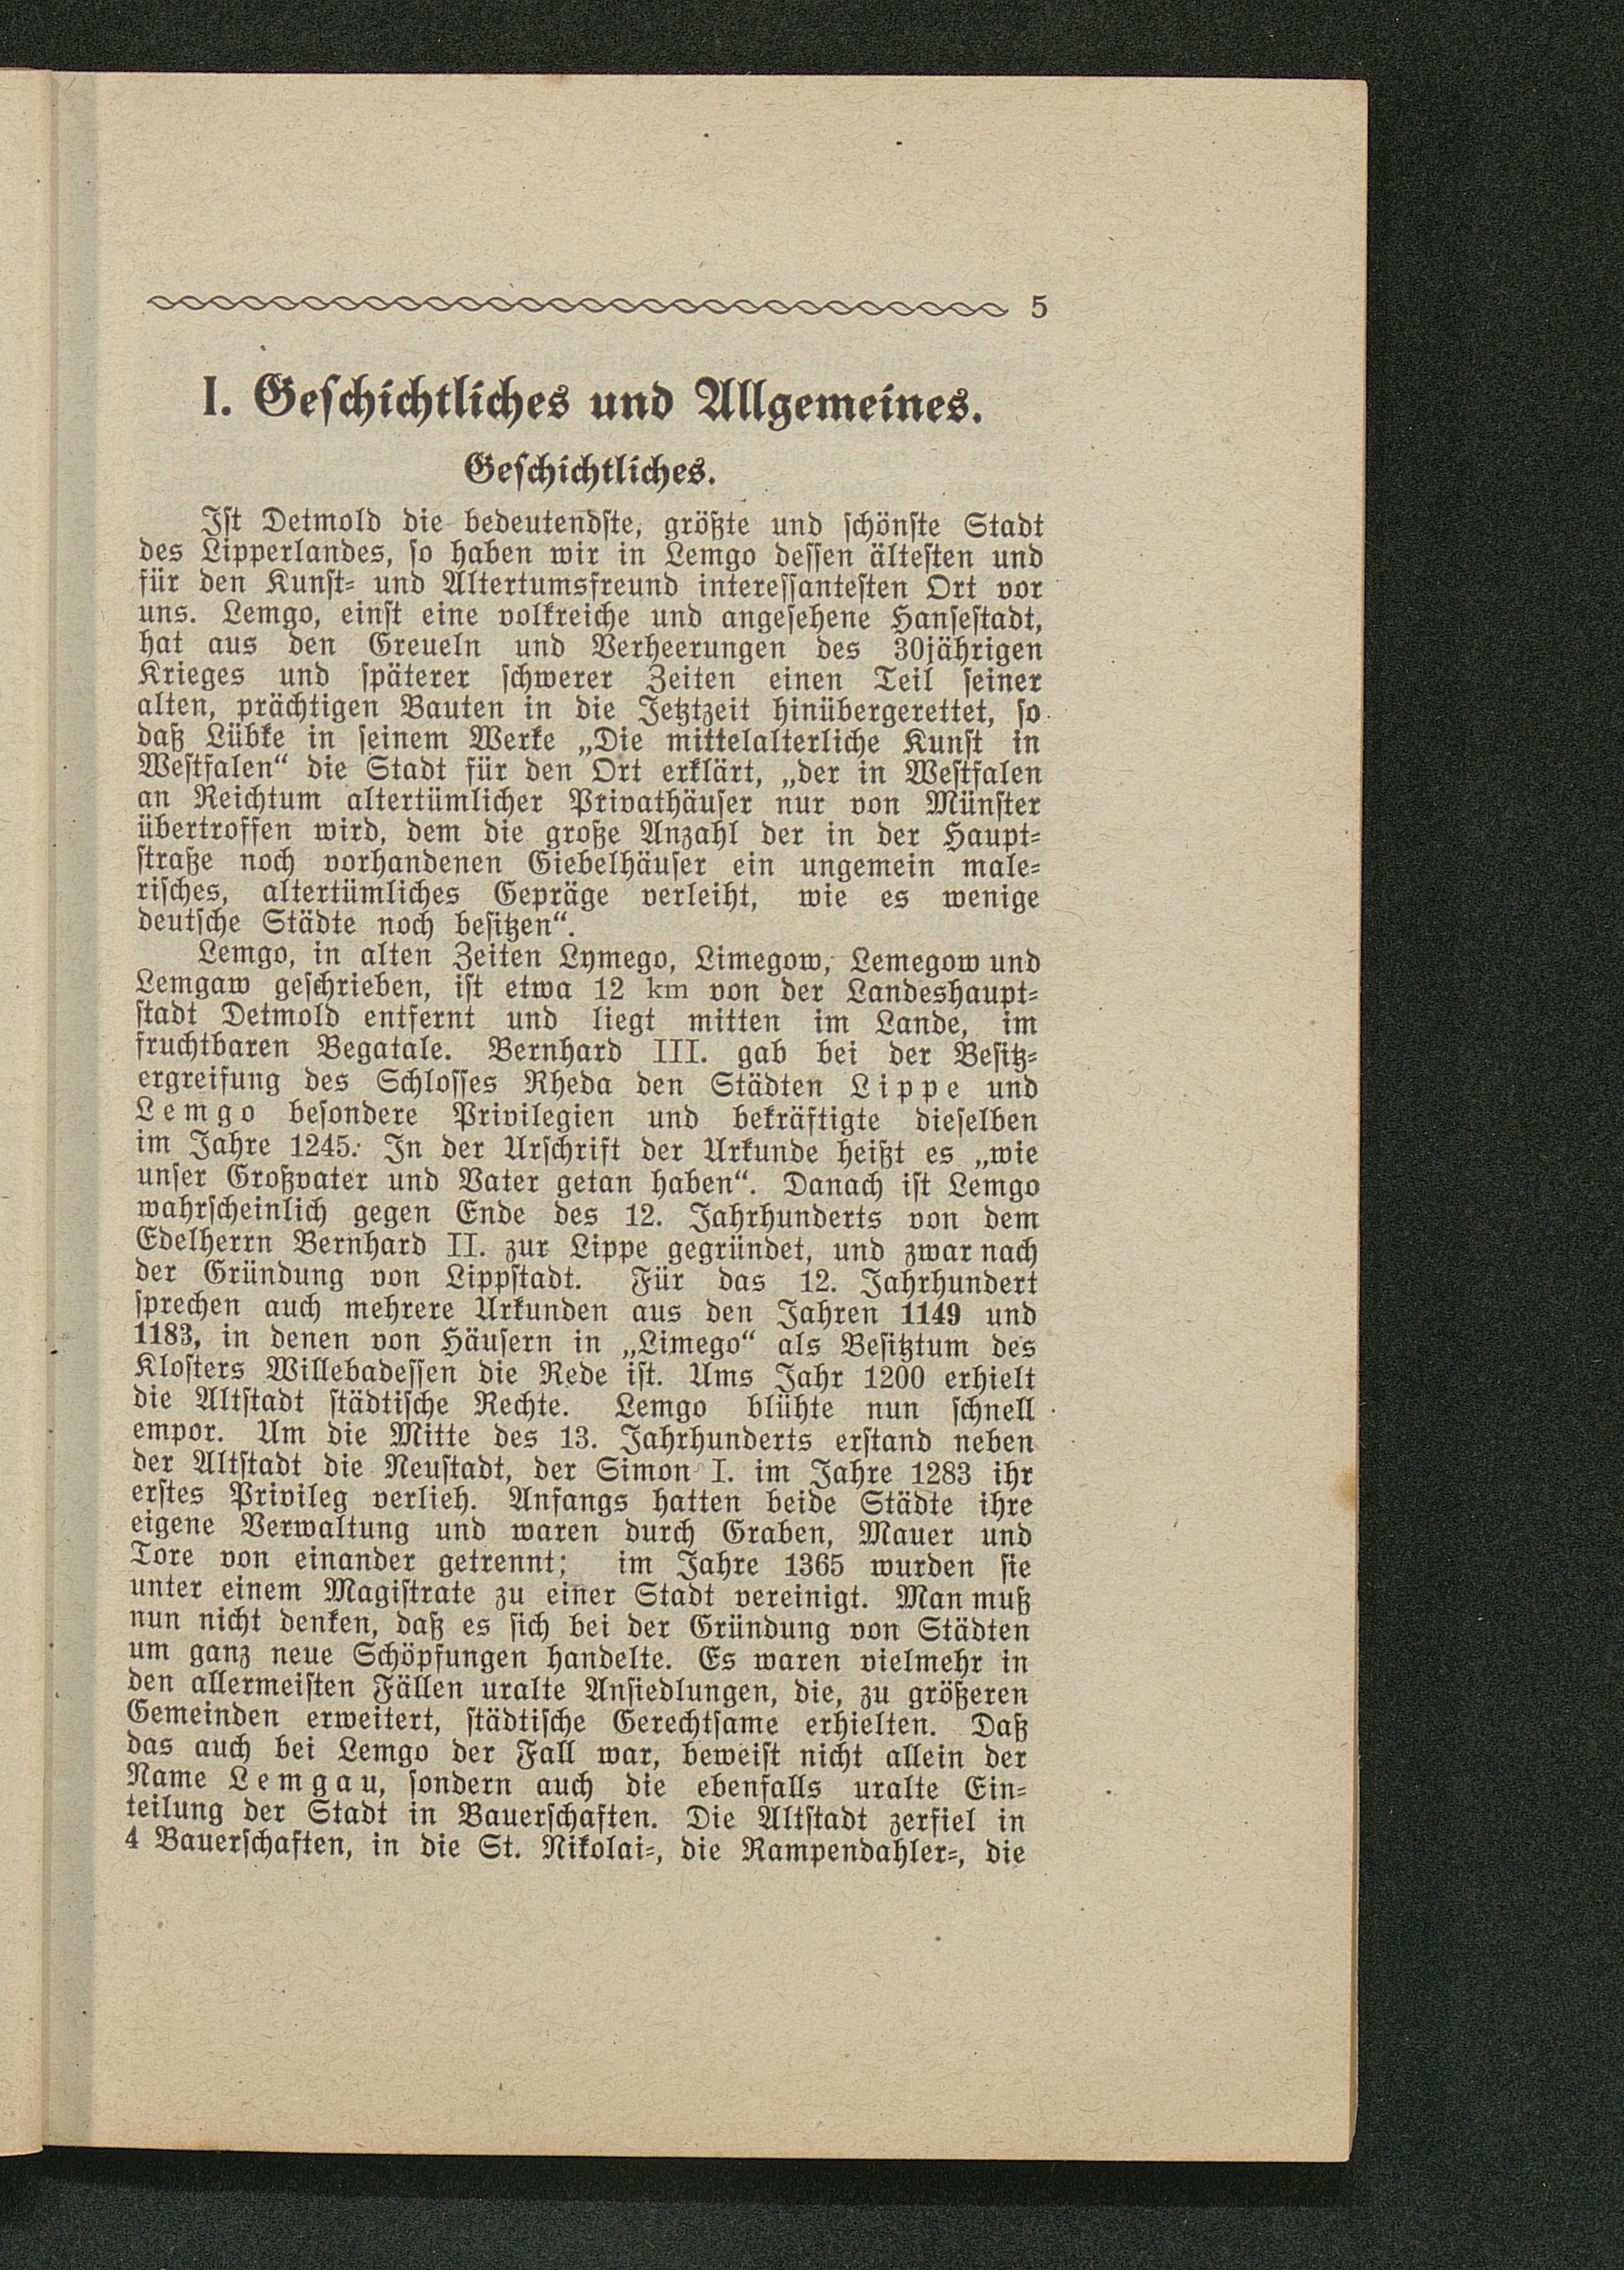 5
I. Geschichtliches und Allgemeines.
Geschichtliches.
Ist Detmold die bedeutendste, größte und schönste Stadt
des Lipperlandes, so haben wir in Lemgo dessen ältesten und
für den Kunst- und Altertumsfreund interessantesten Ort vor
uns. Lemgo, einst eine volkreiche und angesehene Hansestadt,
hat aus den Greueln und Verheerungen des 30jährigen
Krieges und späterer schwerer Zeiten einen Teil seiner
alten, prächtigen Bauten in die Jetztzeit hinübergerettet, so
daß Lübke in seinem Werke „Die mittelalterliche Kunst in
Westfalen“ die Stadt für den Ort erklärt, „der in Westfalen
an Reichtum altertümlicher Privathäuser nur von Münster
übertroffen wird, dem die große Anzahl der in der Haupt-
straße noch vorhandenen Giebelhäuser ein ungemein male-
risches, altertümliches Gepräge verleiht, wie es wenige
deutsche Städte noch besitzen“.
Lemgo, in alten Zeiten Lymego, Limegow, Lemegow und
Lemgaw geschrieben, ist etwa 12 km von der Landeshaupt-
stadt Detmold entfernt und liegt mitten im Lande, im
fruchtbaren Begatale. Bernhard III. gab bei der Besitz-
ergreifung des Schlosses Rheda den Städten Lippe und
Lemgo besondere Privilegien und bekräftigte dieselben
im Jahre 1245: In der Urschrift der Urkunde heißt es „wie
unser Großvater und Vater getan haben“. Danach ist Lemgo
wahrscheinlich gegen Ende des 12. Jahrhunderts von dem
Edelherrn Bernhard II. zur Lippe gegründet, und zwar nach
der Gründung von Lippstadt. Für das 12. Jahrhundert
sprechen auch mehrere Urkunden aus den Jahren 1149 und
1183, in denen von Häusern in „Limego“ als Besitztum des
Klosters Willebadessen die Rede ist. Ums Jahr 1200 erhielt
die Altstadt städtische Rechte. Lemgo blühte nun schnell
empor. Um die Mitte des 13. Jahrhunderts erstand neben
der Altstadt die Neustadt, der Simon I. im Jahre 1283 ihr
erstes Privileg verlieh. Anfangs hatten beide Städte ihre
eigene Verwaltung und waren durch Graben, Mauer und
Tore von einander getrennt; im Jahre 1365 wurden sie
unter einem Magistrate zu einer Stadt vereinigt. Man muß
nun nicht denken, daß es sich bei der Gründung von Städten
um ganz neue Schöpfungen handelte. Es waren vielmehr in
den allermeisten Fällen uralte Ansiedlungen, die, zu größeren
Gemeinden erweitert, städtische Gerechtsame erhielten. Daß
das auch bei Lemgo der Fall war, beweist nicht allein der
Name Lemgau, sondern auch die ebenfalls uralte Ein-
teilung der Stadt in Bauerschaften. Die Altstadt zerfiel in
4 Bauerschaften, in die St. Nikolai-, die Rampendahler-, die